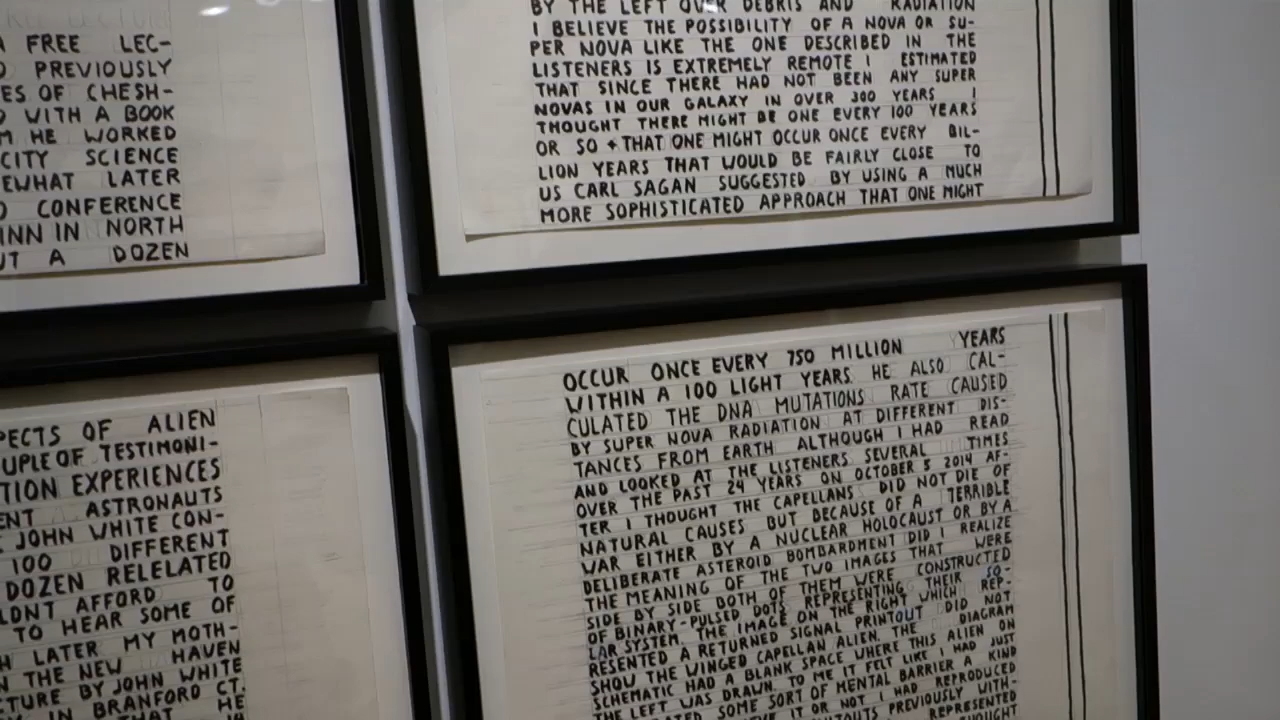 A FREE LEC-
PREVIOUSLY
ES OF CHESH-
WITH A BOOK
M HE WORKED
CITY SCIENCE
EWHAT LATER
CONFERENCE
INN IN NORTH
UT A DOZEN
BY THE LEFT OVER DEBRIS AND RADIATION
I BELIEVE THE POSSIBILITY OF A NOVA OR SU-
PER NOVA LIKE THE ONE DESCRIBED IN THE
LISTENERS IS EXTREMELY REMOTE I ESTIMATED
THAT SINCE THERE HAD NOT BEEN ANY SUPER
NOVAS IN OUR GALAXY IN OVER 300 YEARS I
THOUGHT THERE MIGHT BE ONE EVERY 100 YEARS
OR SO + THAT ONE MIGHT OCCUR ONCE EVERY BIL-
LION YEARS THAT WOULD BE FAIRLY CLOSE TO
US CARL SAGAN SUGGESTED BY USING A MUCH
MORE SOPHISTICATED APPROACH THAT ONE MIGHT
PECTS OF ALIEN
UPLE OF TESTIMONI-
TION EXPERIENCES
ENT ASTRONAUTS
JOHN WHITE CON-
100 DIFFERENT
DOZEN RELELATED
LDNT AFFORD TO
TO HEAR SOME OF
H LATER MY MOTH-
N THE NEW HAVEN
CTURE BY JOHN WHITE
IN BRANFORD CT.
THAT HE
OCCUR ONCE EVERY 750 MILLION YEARS
WITHIN A 100 LIGHT YEARS. HE ALSO CAL-
CULATED THE DNA MUTATIONS RATE CAUSED
BY SUPER NOVA RADIATION AT DIFFERENT DIS-
TANCES FROM EARTH. ALTHOUGH I HAD READ
AND LOOKED AT THE LISTENERS SEVERAL TIMES
OVER THE PAST 24 YEARS ON OCTOBER 5 2014 AF-
TER I THOUGHT THE CAPELLANS DID NOT DIE OF
NATURAL CAUSES BUT BECAUSE OF A TERRIBLE
WAR EITHER BY A NUCLEAR HOLOCAUST OR BY A
DELIBERATE ASTEROID BOMBARDMENT DID I REALIZE
THE MEANING OF THE TWO IMAGES THAT WERE
SIDE BY SIDE BOTH OF THEM WERE CONSTRUCTED
OF BINARY-PULSED DOTS REPRESENTING THEIR SO-
LAR SYSTEM. THE IMAGE ON THE RIGHT WHICH REP-
RESENTED A RETURNED SIGNAL PRINTOUT DID NOT
SHOW THE WINGED CAPELLAN ALIEN. THE DIAGRAM
SCHEMATIC HAD A BLANK SPACE WHERE THIS ALIEN ON
THE LEFT WAS DRAWN. TO ME IT FELT LIKE I HAD JUST
SOME SORT OF MENTAL BARRIER A KIND
IT OR NOT I HAD REPRODUCED
PREVIOUSLY WITH-
REPRESENTED